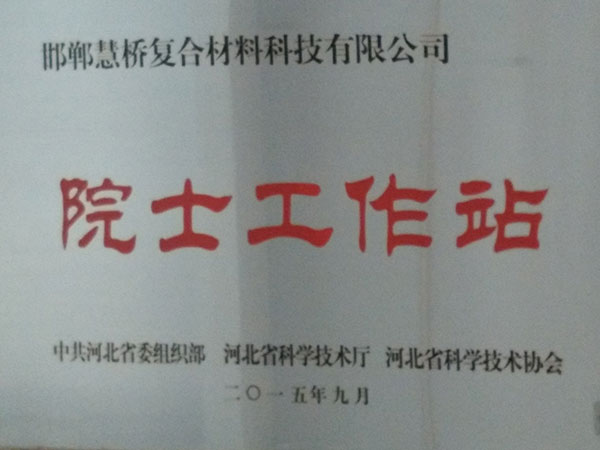 邯郸慧桥复合材料科技有限公司
院士工作站
中共河北省委组织部 河北省科学技术厅 河北省科学技术协会
二〇一五年九月